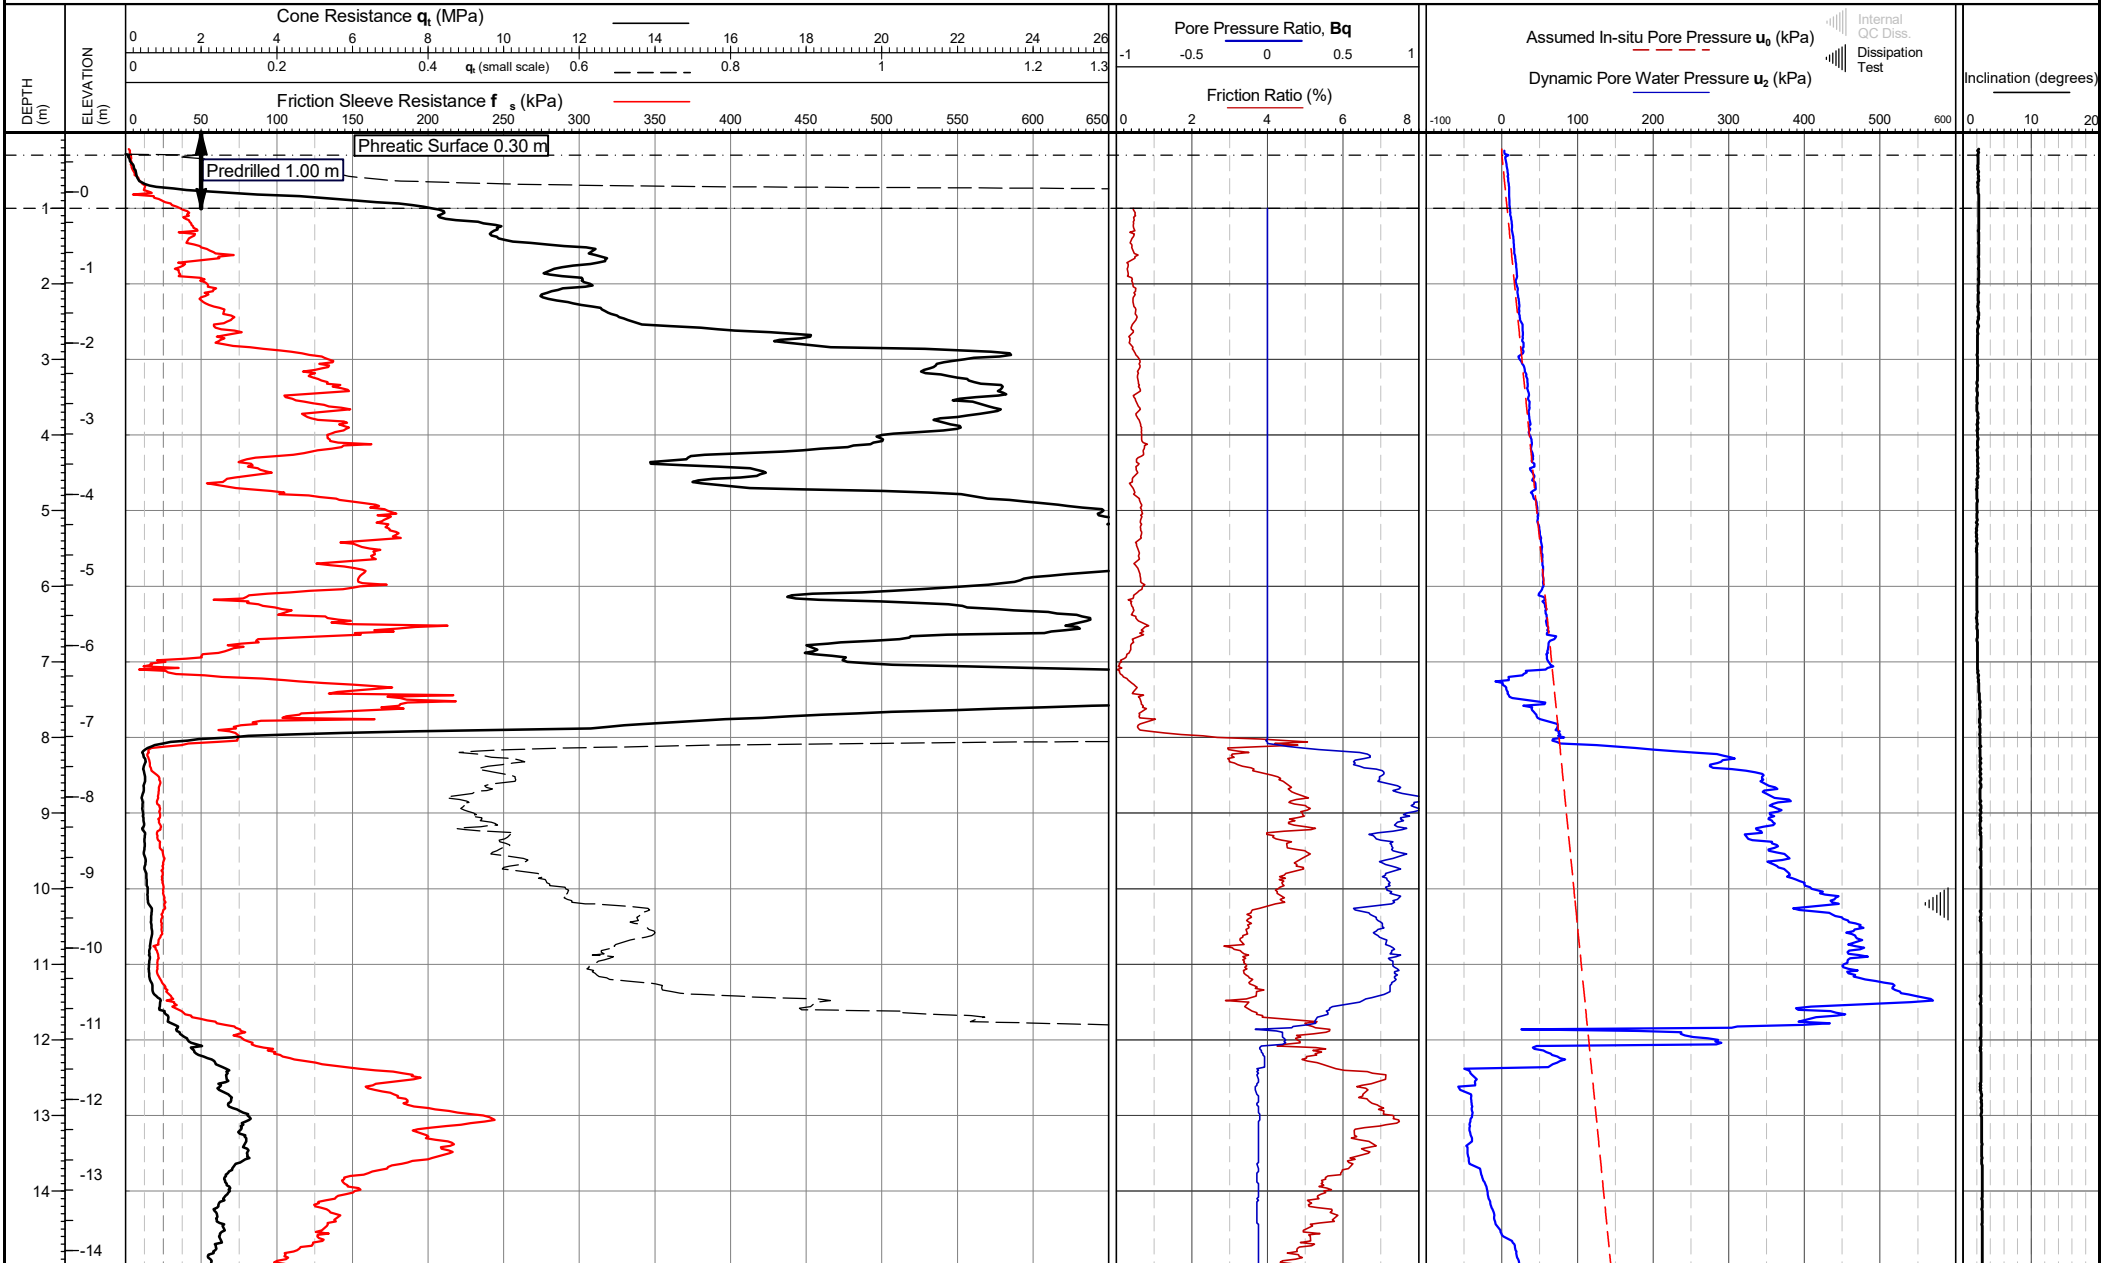 Cone Resistance qt (MPa)
0 2 4 6 8 10 12 14 16 18 20 22 24 26
0 0.2 0.4 qt (small scale) 0.6 0.8 1 1.2 1.3
Friction Sleeve Resistance f s (kPa)
0 50 100 150 200 250 300 350 400 450 500 550 600 650
DEPTH (m)
ELEVATION (m)
Pore Pressure Ratio, Bq
-1 -0.5 0 0.5 1
Friction Ratio (%)
0 2 4 6 8
Assumed In-situ Pore Pressure u0 (kPa)
Dynamic Pore Water Pressure u2 (kPa)
-100 0 100 200 300 400 500 600
Internal
QC Diss.
Dissipation
Test
Inclination (degrees)
0 10 20
Phreatic Surface 0.30 m
Predrilled 1.00 m
0
1
-1
2
-2
3
-3
4
-4
5
-5
6
-6
7
-7
8
-8
9
-9
10
-10
11
-11
12
-12
13
-13
14
-14